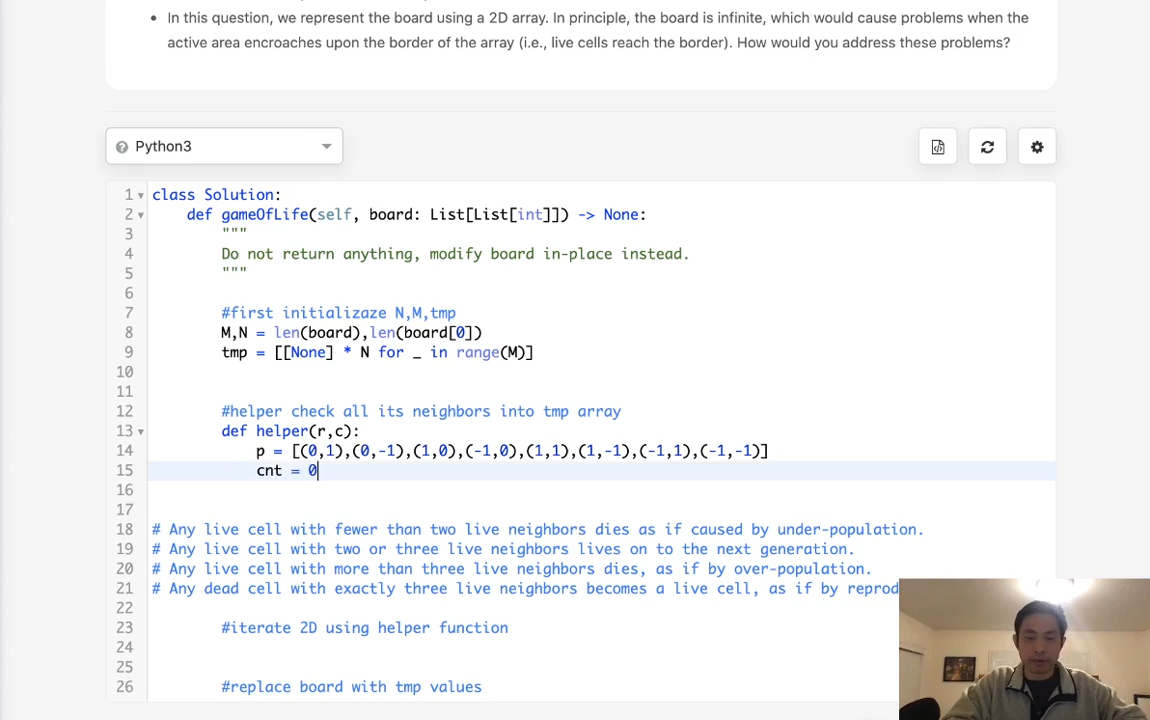 • In this question, we represent the board using a 2D array. In principle, the board is infinite, which would cause problems when the
active area encroaches upon the border of the array (i.e., live cells reach the border). How would you address these problems?
Python3
1 class Solution:
2     def gameOfLife(self, board: List[List[int]]) -> None:
3         """
4         Do not return anything, modify board in-place instead.
5         """
6
7         #first initializaze N,M,tmp
8         M,N = len(board),len(board[0])
9         tmp = [[None] * N for _ in range(M)]
10
11
12         #helper check all its neighbors into tmp array
13         def helper(r,c):
14             p = [(0,1),(0,-1),(1,0),(-1,0),(1,1),(1,-1),(-1,1),(-1,-1)]
15             cnt = 0
16
17
18 # Any live cell with fewer than two live neighbors dies as if caused by under-population.
19 # Any live cell with two or three live neighbors lives on to the next generation.
20 # Any live cell with more than three live neighbors dies, as if by over-population.
21 # Any dead cell with exactly three live neighbors becomes a live cell, as if by reprod
22
23         #iterate 2D using helper function
24
25
26         #replace board with tmp values